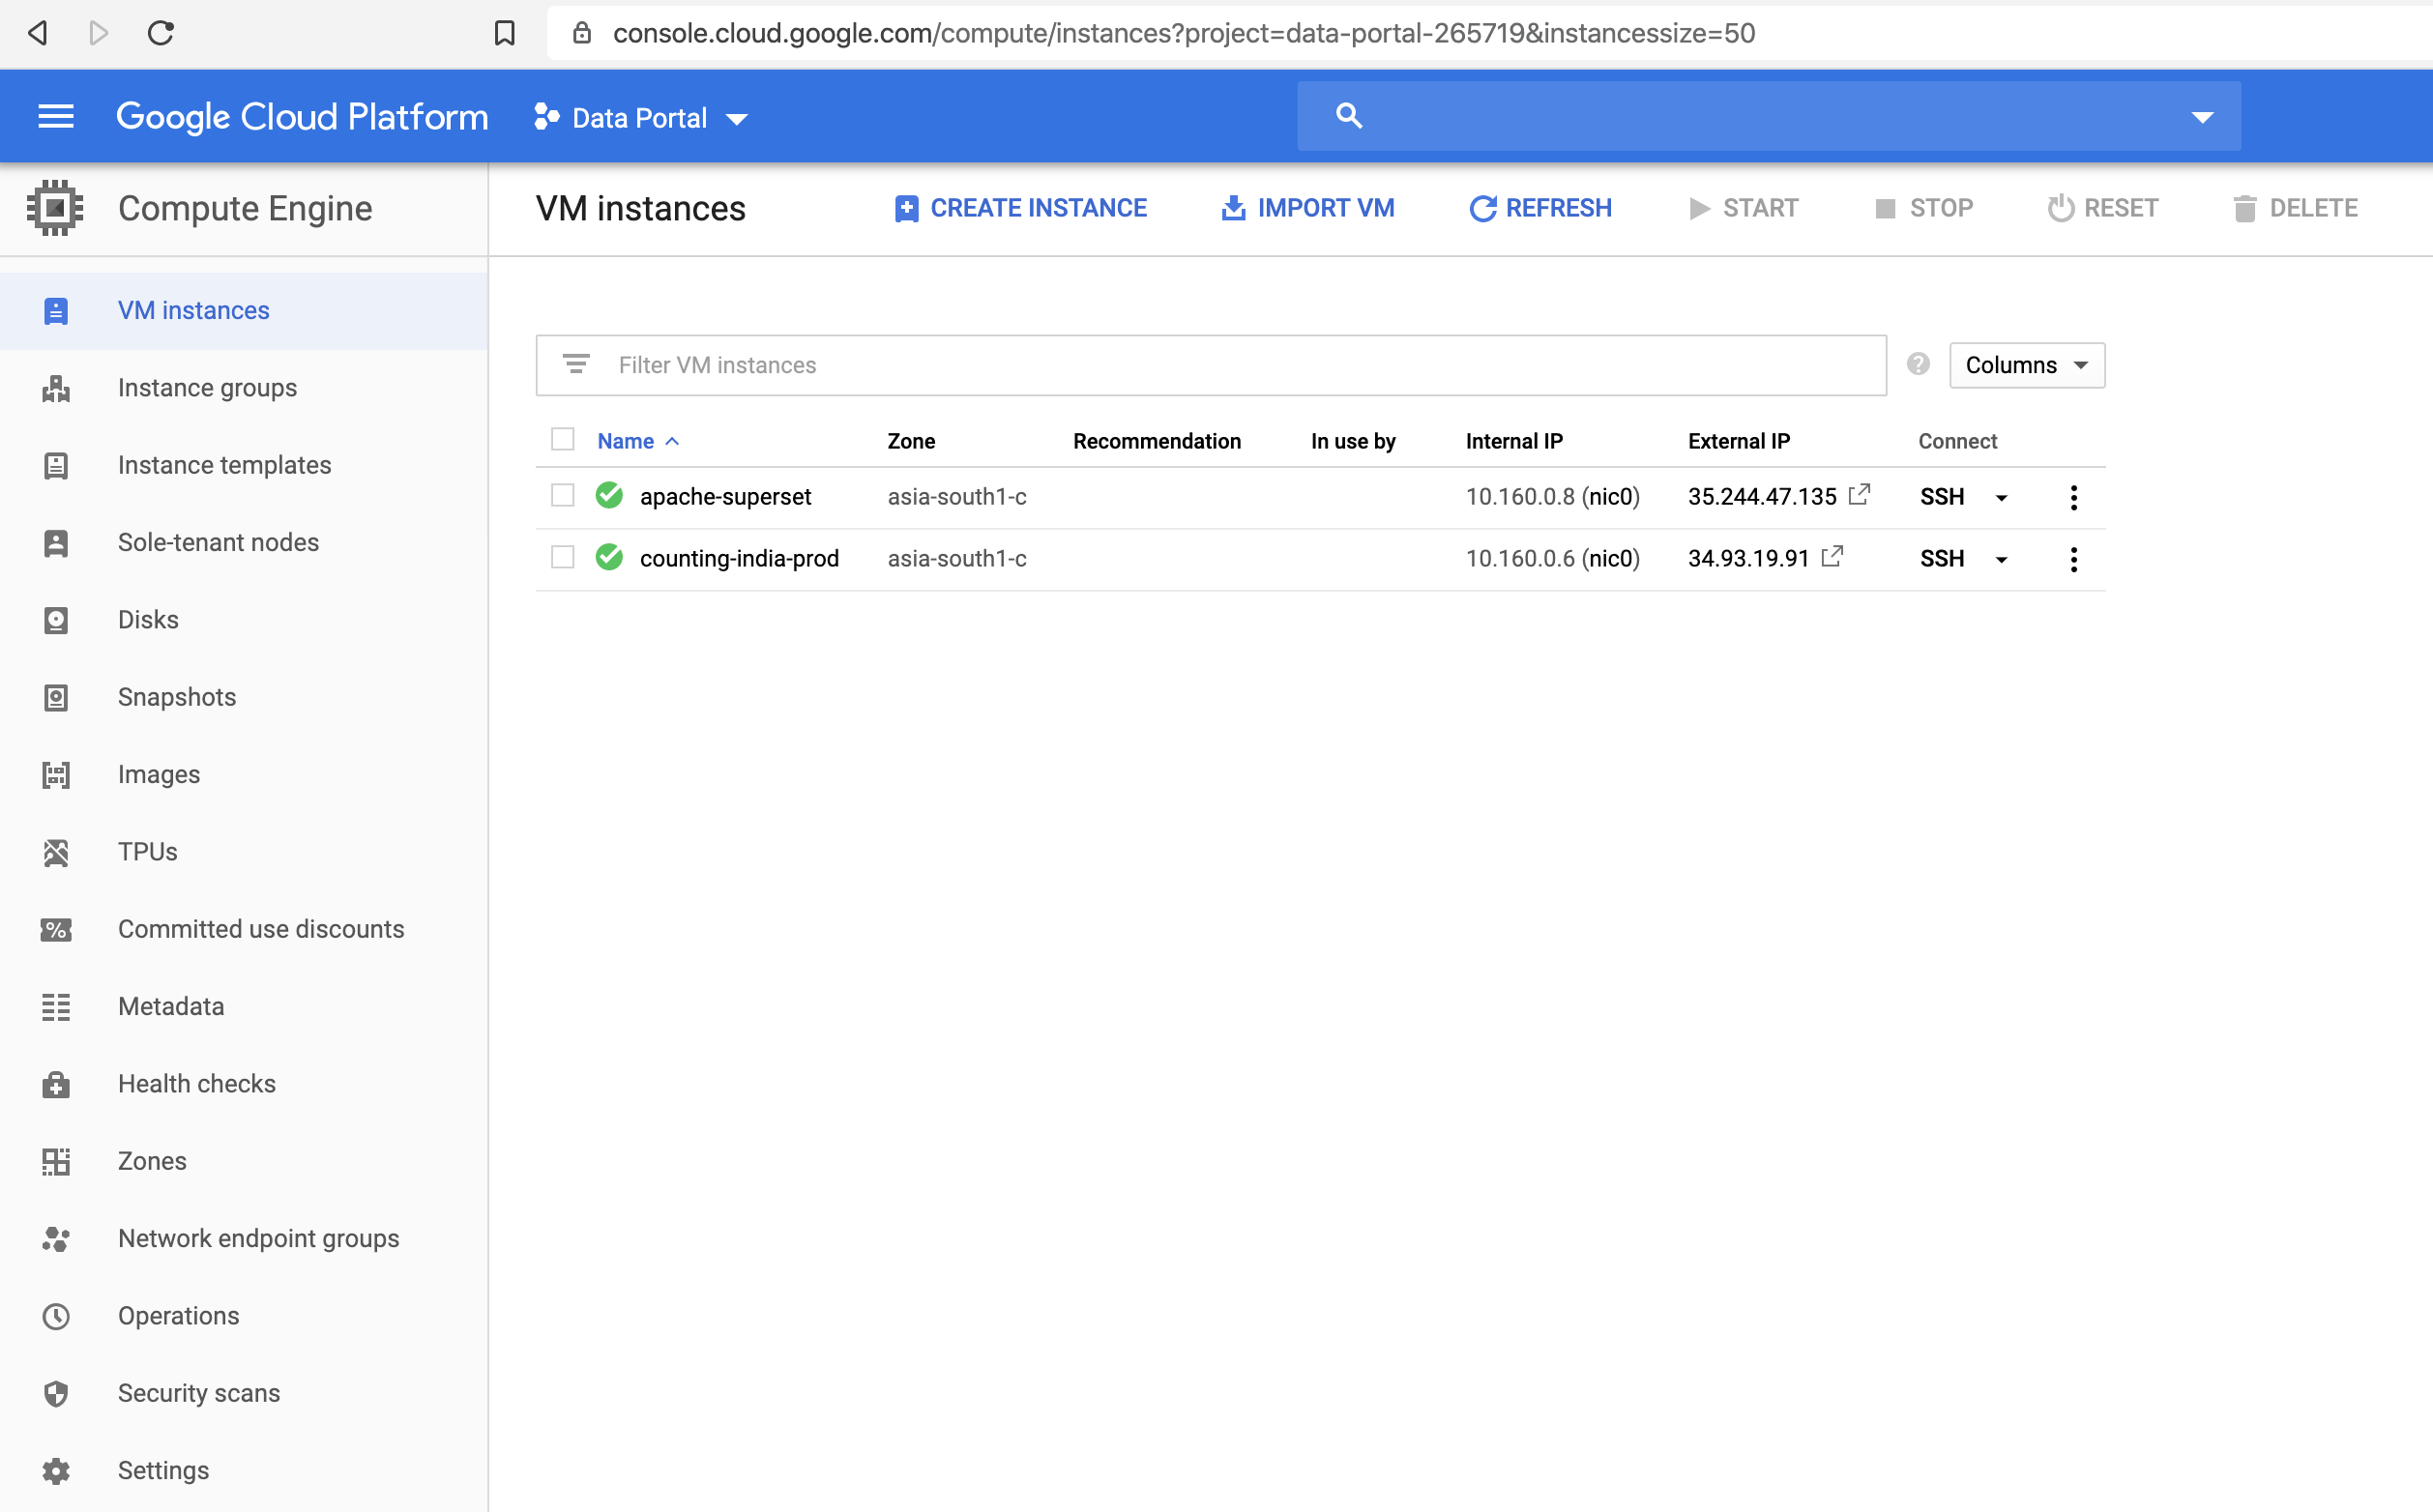 console.cloud.google.com/compute/instances?project=data-portal-265719&instancessize=50
Google Cloud Platform Data Portal
Compute Engine
VM instances CREATE INSTANCE IMPORT VM REFRESH START STOP RESET DELETE
VM instances
Instance groups
Instance templates
Sole-tenant nodes
Disks
Snapshots
Images
TPUs
% Committed use discounts
Metadata
Health checks
Zones
Network endpoint groups
Operations
Security scans
Settings
Filter VM instances ? Columns
Name Zone Recommendation In use by Internal IP External IP Connect
apache-superset asia-south1-c 10.160.0.8 (nic0) 35.244.47.135 SSH
counting-india-prod asia-south1-c 10.160.0.6 (nic0) 34.93.19.91 SSH